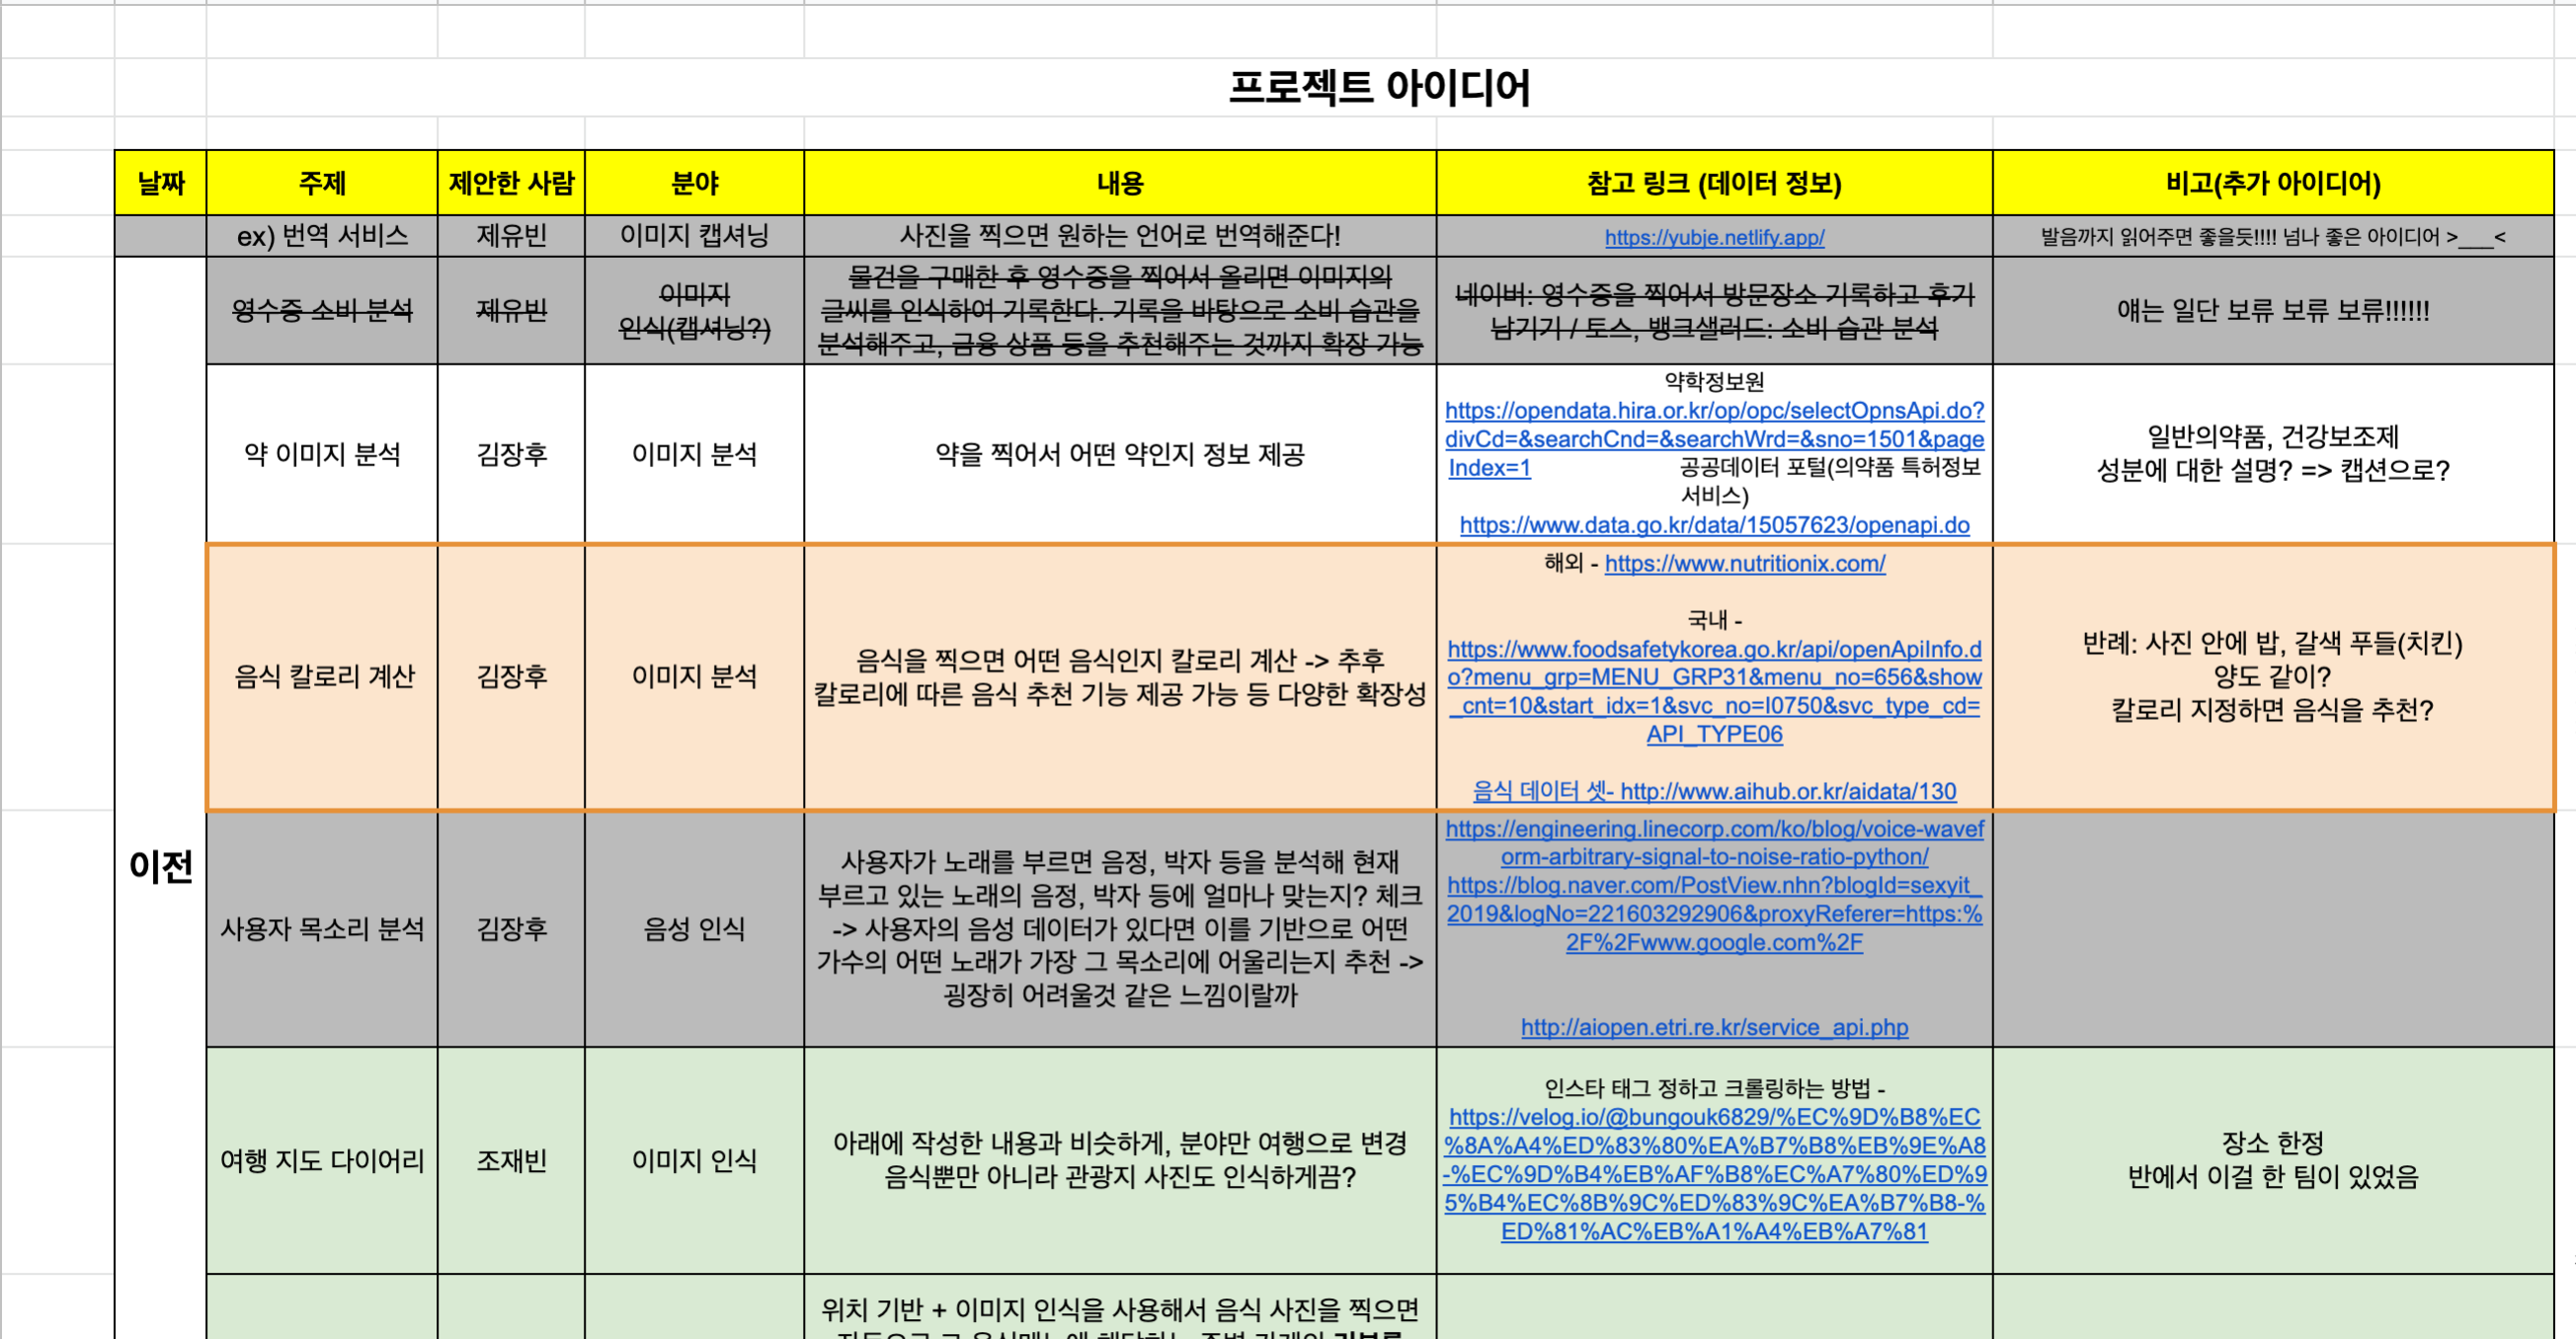 프로젝트 아이디어
날짜
주제
제안한 사람
분야
내용
참고 링크 (데이터 정보)
비고(추가 아이디어)
ex) 번역 서비스
제유빈
이미지 캡셔닝
사진을 찍으면 원하는 언어로 번역해준다!
https://yubje.netlify.app/
발음까지 읽어주면 좋을듯!!!! 넘나 좋은 아이디어 >___<
이전
영수증 소비 분석
제유빈
이미지
인식(캡셔닝?)
물건을 구매한 후 영수증을 찍어서 올리면 이미지의
글씨를 인식하여 기록한다. 기록을 바탕으로 소비 습관을
분석해주고, 금융 상품 등을 추천해주는 것까지 확장 가능
네이버: 영수증을 찍어서 방문장소 기록하고 후기
남기기 / 토스, 뱅크샐러드: 소비 습관 분석
얘는 일단 보류 보류 보류!!!!!!
약 이미지 분석
김장후
이미지 분석
약을 찍어서 어떤 약인지 정보 제공
약학정보원
https://opendata.hira.or.kr/op/opc/selectOpnsApi.do?
divCd=&searchCnd=&searchWrd=&sno=1501&page
Index=1 공공데이터 포털(의약품 특허정보
서비스)
https://www.data.go.kr/data/15057623/openapi.do
일반의약품, 건강보조제
성분에 대한 설명? => 캡션으로?
음식 칼로리 계산
김장후
이미지 분석
음식을 찍으면 어떤 음식인지 칼로리 계산 -> 추후
칼로리에 따른 음식 추천 기능 제공 가능 등 다양한 확장성
해외 - https://www.nutritionix.com/
국내 -
https://www.foodsafetykorea.go.kr/api/openApiInfo.d
o?menu_grp=MENU_GRP31&menu_no=656&show
_cnt=10&start_idx=1&svc_no=I0750&svc_type_cd=
API_TYPE06
음식 데이터 셋- http://www.aihub.or.kr/aidata/130
반례: 사진 안에 밥, 갈색 푸들(치킨)
양도 같이?
칼로리 지정하면 음식을 추천?
사용자 목소리 분석
김장후
음성 인식
사용자가 노래를 부르면 음정, 박자 등을 분석해 현재
부르고 있는 노래의 음정, 박자 등에 얼마나 맞는지? 체크
-> 사용자의 음성 데이터가 있다면 이를 기반으로 어떤
가수의 어떤 노래가 가장 그 목소리에 어울리는지 추천 ->
굉장히 어려울것 같은 느낌이랄까
https://engineering.linecorp.com/ko/blog/voice-wavef
orm-arbitrary-signal-to-noise-ratio-python/
https://blog.naver.com/PostView.nhn?blogId=sexyit_
2019&logNo=221603292906&proxyReferer=https:%
2F%2Fwww.google.com%2F
http://aiopen.etri.re.kr/service_api.php
여행 지도 다이어리
조재빈
이미지 인식
아래에 작성한 내용과 비슷하게, 분야만 여행으로 변경
음식뿐만 아니라 관광지 사진도 인식하게끔?
인스타 태그 정하고 크롤링하는 방법 -
https://velog.io/@bungouk6829/%EC%9D%B8%EC
%8A%A4%ED%83%80%EA%B7%B8%EB%9E%A8
-%EC%9D%B4%EB%AF%B8%EC%A7%80%ED%9
5%B4%EC%8B%9C%ED%83%9C%EA%B7%B8-%
ED%81%AC%EB%A1%A4%EB%A7%81
장소 한정
반에서 이걸 한 팀이 있었음
위치 기반 + 이미지 인식을 사용해서 음식 사진을 찍으면